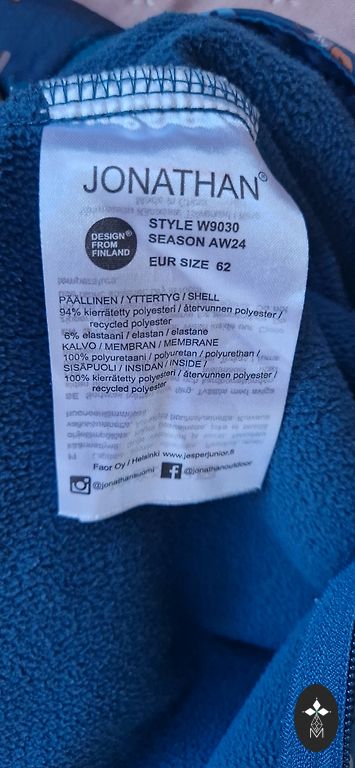 JONATHAN®
DESIGN®
FROM
FINLAND
STYLE W9030
SEASON AW24
EUR SIZE 62
PÄÄLLINEN / YTTERTYG / SHELL
94% kierrätetty polyesteri / återvunnen polyester /
recycled polyester
6% elastaani / elastan / elastane
KALVO / MEMBRAN / MEMBRANE
100% polyuretaani / polyuretan / polyurethan /
SISÄPUOLI / INSIDAN / INSIDE /
100% kierrätetty polyesteri / återvunnen polyester /
recycled polyester
Faor Oy / Helsinki www.jesperjunior.fi
@jonathansuomi
@jonathanoutdoor
M